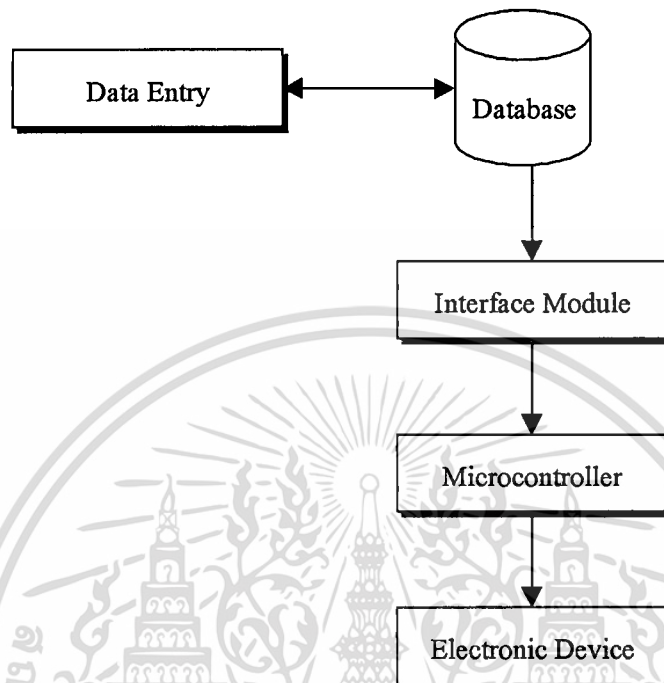 Data Entry
Database
Interface Module
Microcontroller
Electronic Device